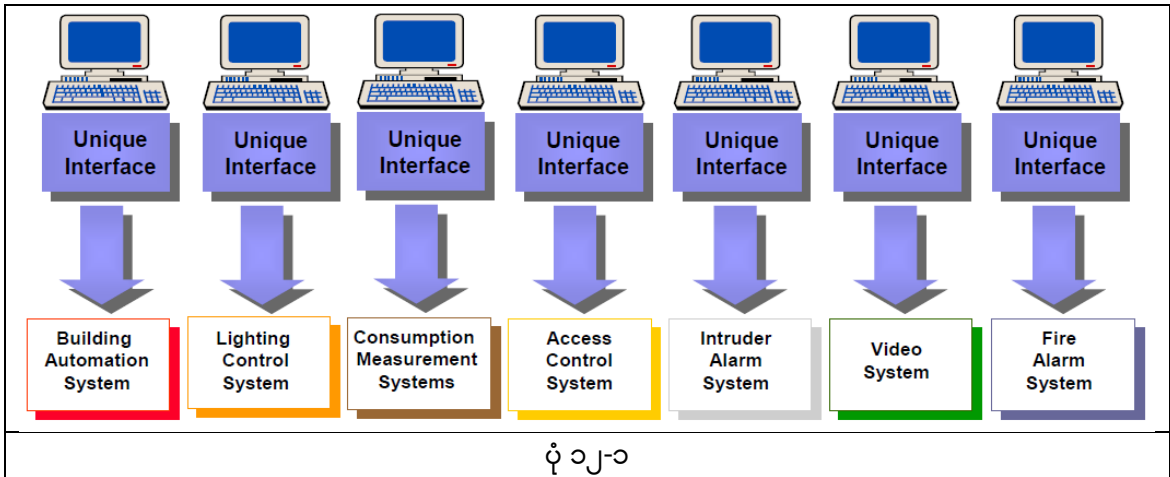 Unique
Interface
Unique
Interface
Unique
Interface
Unique
Interface
Unique
Interface
Unique
Interface
Unique
Interface
Building
Automation
System
Lighting
Control
System
Consumption
Measurement
Systems
Access
Control
System
Intruder
Alarm
System
Video
System
Fire
Alarm
System
ပုံ ၁၂-၁